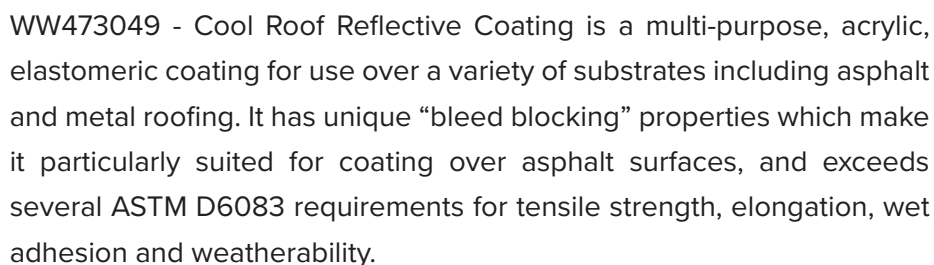 WW473049 - Cool Roof Reflective Coating is a multi-purpose, acrylic,
elastomeric coating for use over a variety of substrates including asphalt
and metal roofing. It has unique “bleed blocking” properties which make
it particularly suited for coating over asphalt surfaces, and exceeds
several ASTM D6083 requirements for tensile strength, elongation, wet
adhesion and weatherability.